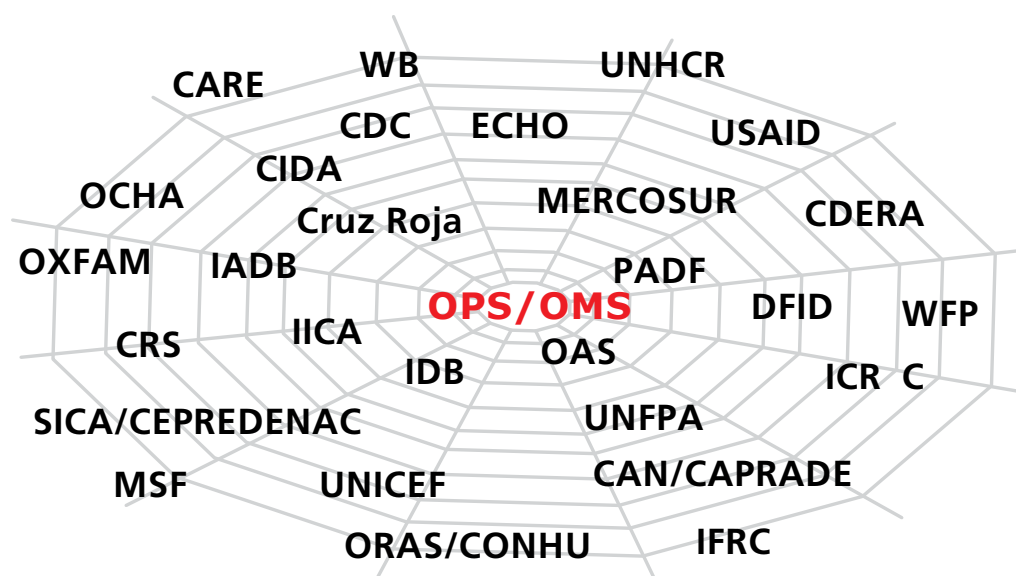 WB
UNHCR
CARE
CDC
ECHO
USAID
CIDA
OCHA
MERCOSUR
CDERA
Cruz Roja
OXFAM
IADB
PADF
OPS/OMS
DFID
WFP
IICA
CRS
OAS
IDB
ICR C
SICA/CEPREDENAC
UNFPA
CAN/CAPRADE
MSF
UNICEF
ORAS/CONHU
IFRC